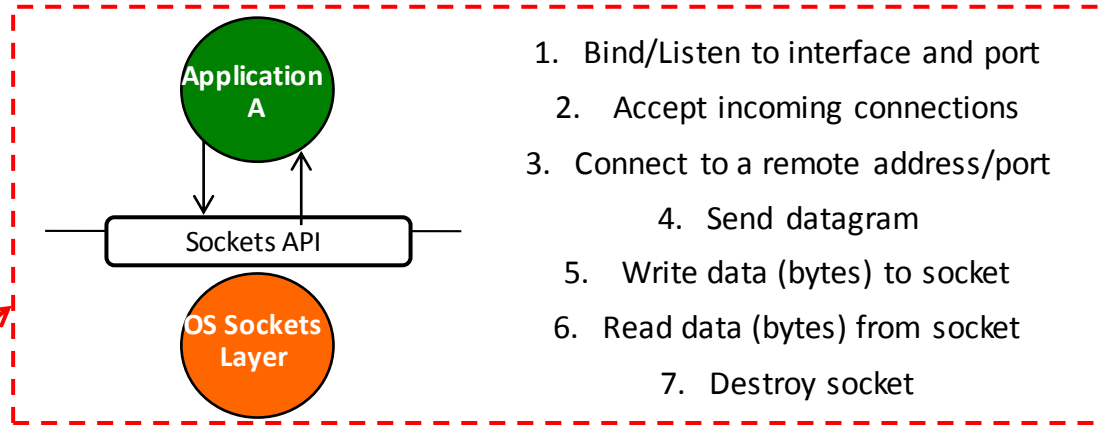 Application
A
Sockets API
OS Sockets
Layer
1. Bind/Listen to interface and port
2. Accept incoming connections
3. Connect to a remote address/port
4. Send datagram
5. Write data (bytes) to socket
6. Read data (bytes) from socket
7. Destroy socket